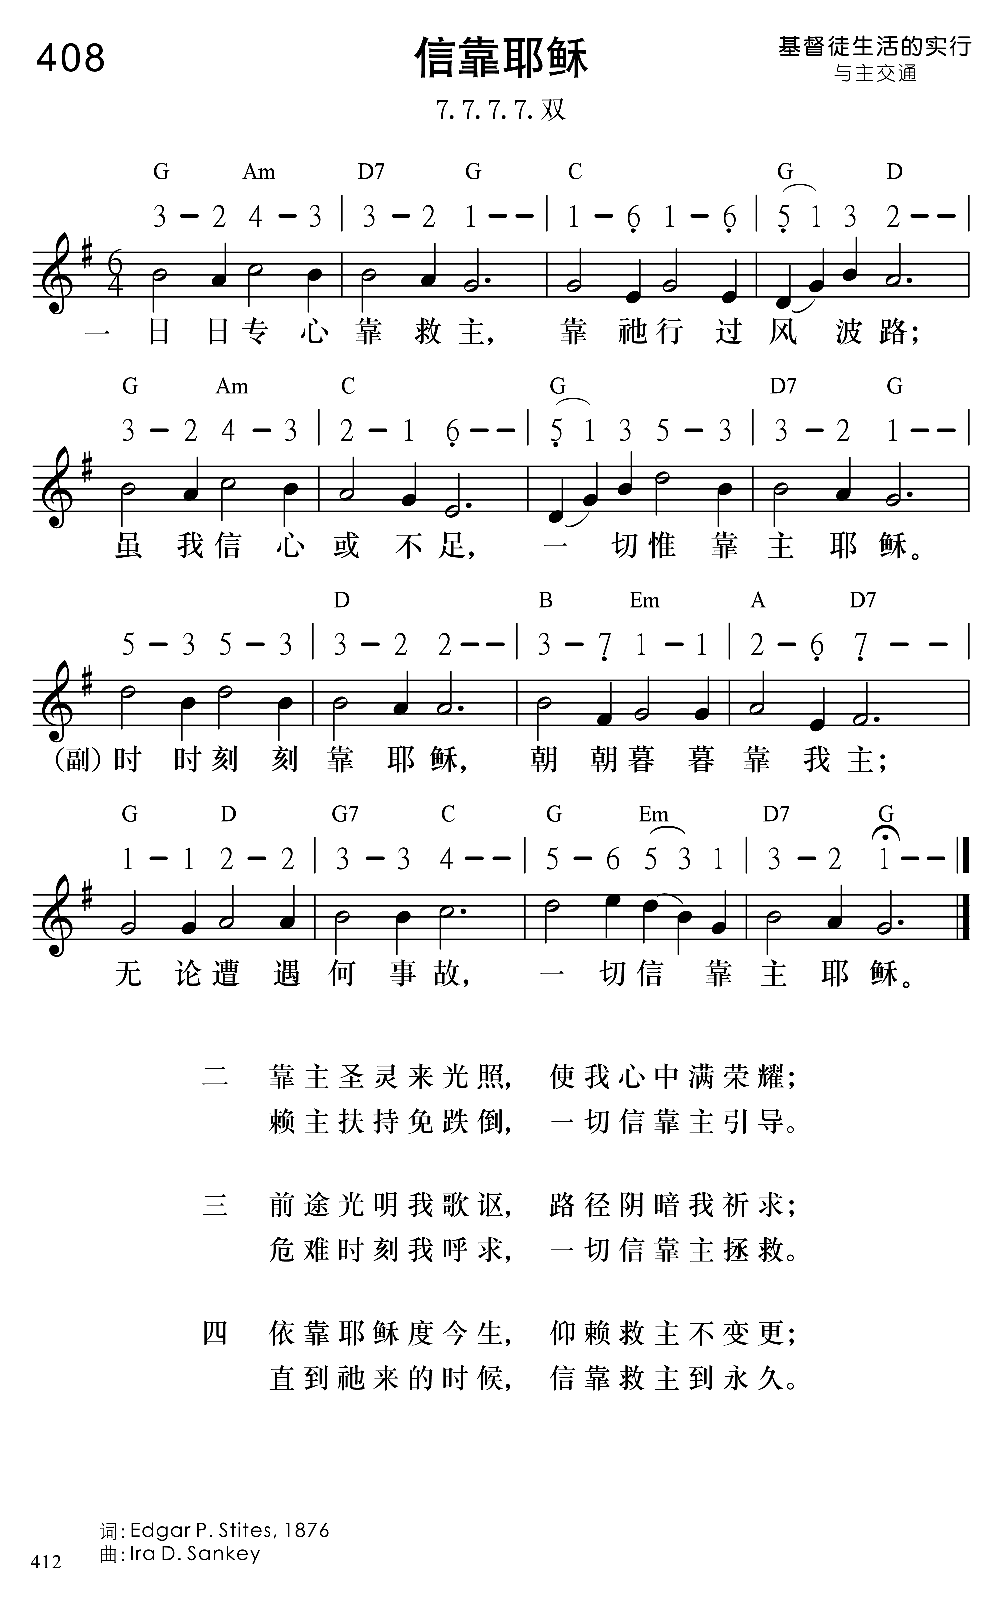 408
信靠耶稣
基督徒生活的实行
与主交通
7. 7. 7. 7. 双
G Am D7 G C G D
3 – 2 4 – 3 | 3 – 2 1 – – | 1 – 6̣ 1 – 6̣ | 5̣ 1 3 2 – – |
6
4
一 日 日 专 心 靠 救 主， 靠 祂 行 过 风 波 路；
G Am C G D7 G
3 – 2 4 – 3 | 2 – 1 6̣ – – | 5̣ 1 3 5 – 3 | 3 – 2 1 – – |
虽 我 信 心 或 不 足， 一 切 惟 靠 主 耶 稣。
D B Em A D7
5 – 3 5 – 3 | 3 – 2 2 – – | 3 – 7̣ 1 – 1 | 2 – 6̣ 7̣ – – |
（副）时 时 刻 刻 靠 耶 稣， 朝 朝 暮 暮 靠 我 主；
G D G7 C G Em D7 G
1 – 1 2 – 2 | 3 – 3 4 – – | 5 – 6 5 3 1 | 3 – 2 1 – – ‖
无 论 遭 遇 何 事 故， 一 切 信 靠 主 耶 稣。
二 靠主圣灵来光照， 使我心中满荣耀；
赖主扶持免跌倒， 一切信靠主引导。
三 前途光明我歌讴， 路径阴暗我祈求；
危难时刻我呼求， 一切信靠主拯救。
四 依靠耶稣度今生， 仰赖救主不变更；
直到祂来的时候， 信靠救主到永久。
词: Edgar P. Stites, 1876
曲: Ira D. Sankey
412